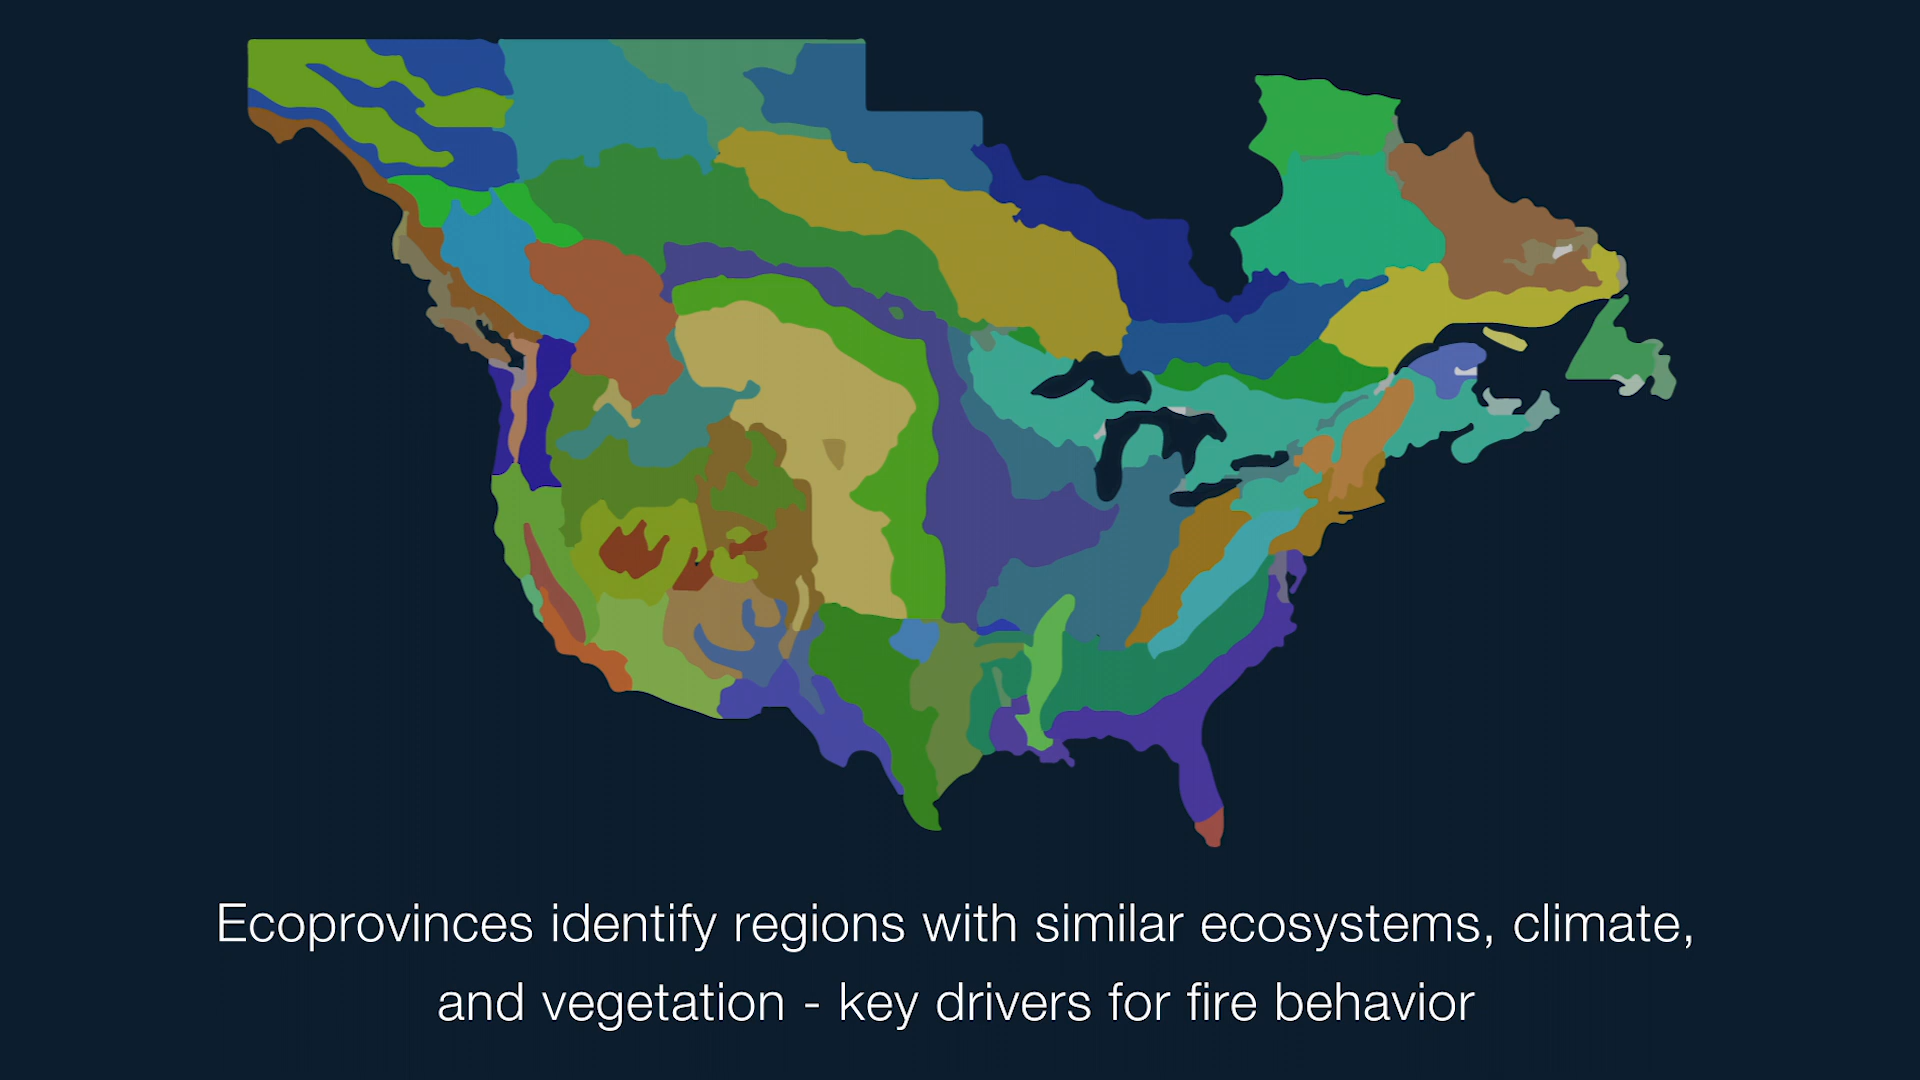 Ecoprovinces identify regions with similar ecosystems, climate,
and vegetation - key drivers for fire behavior